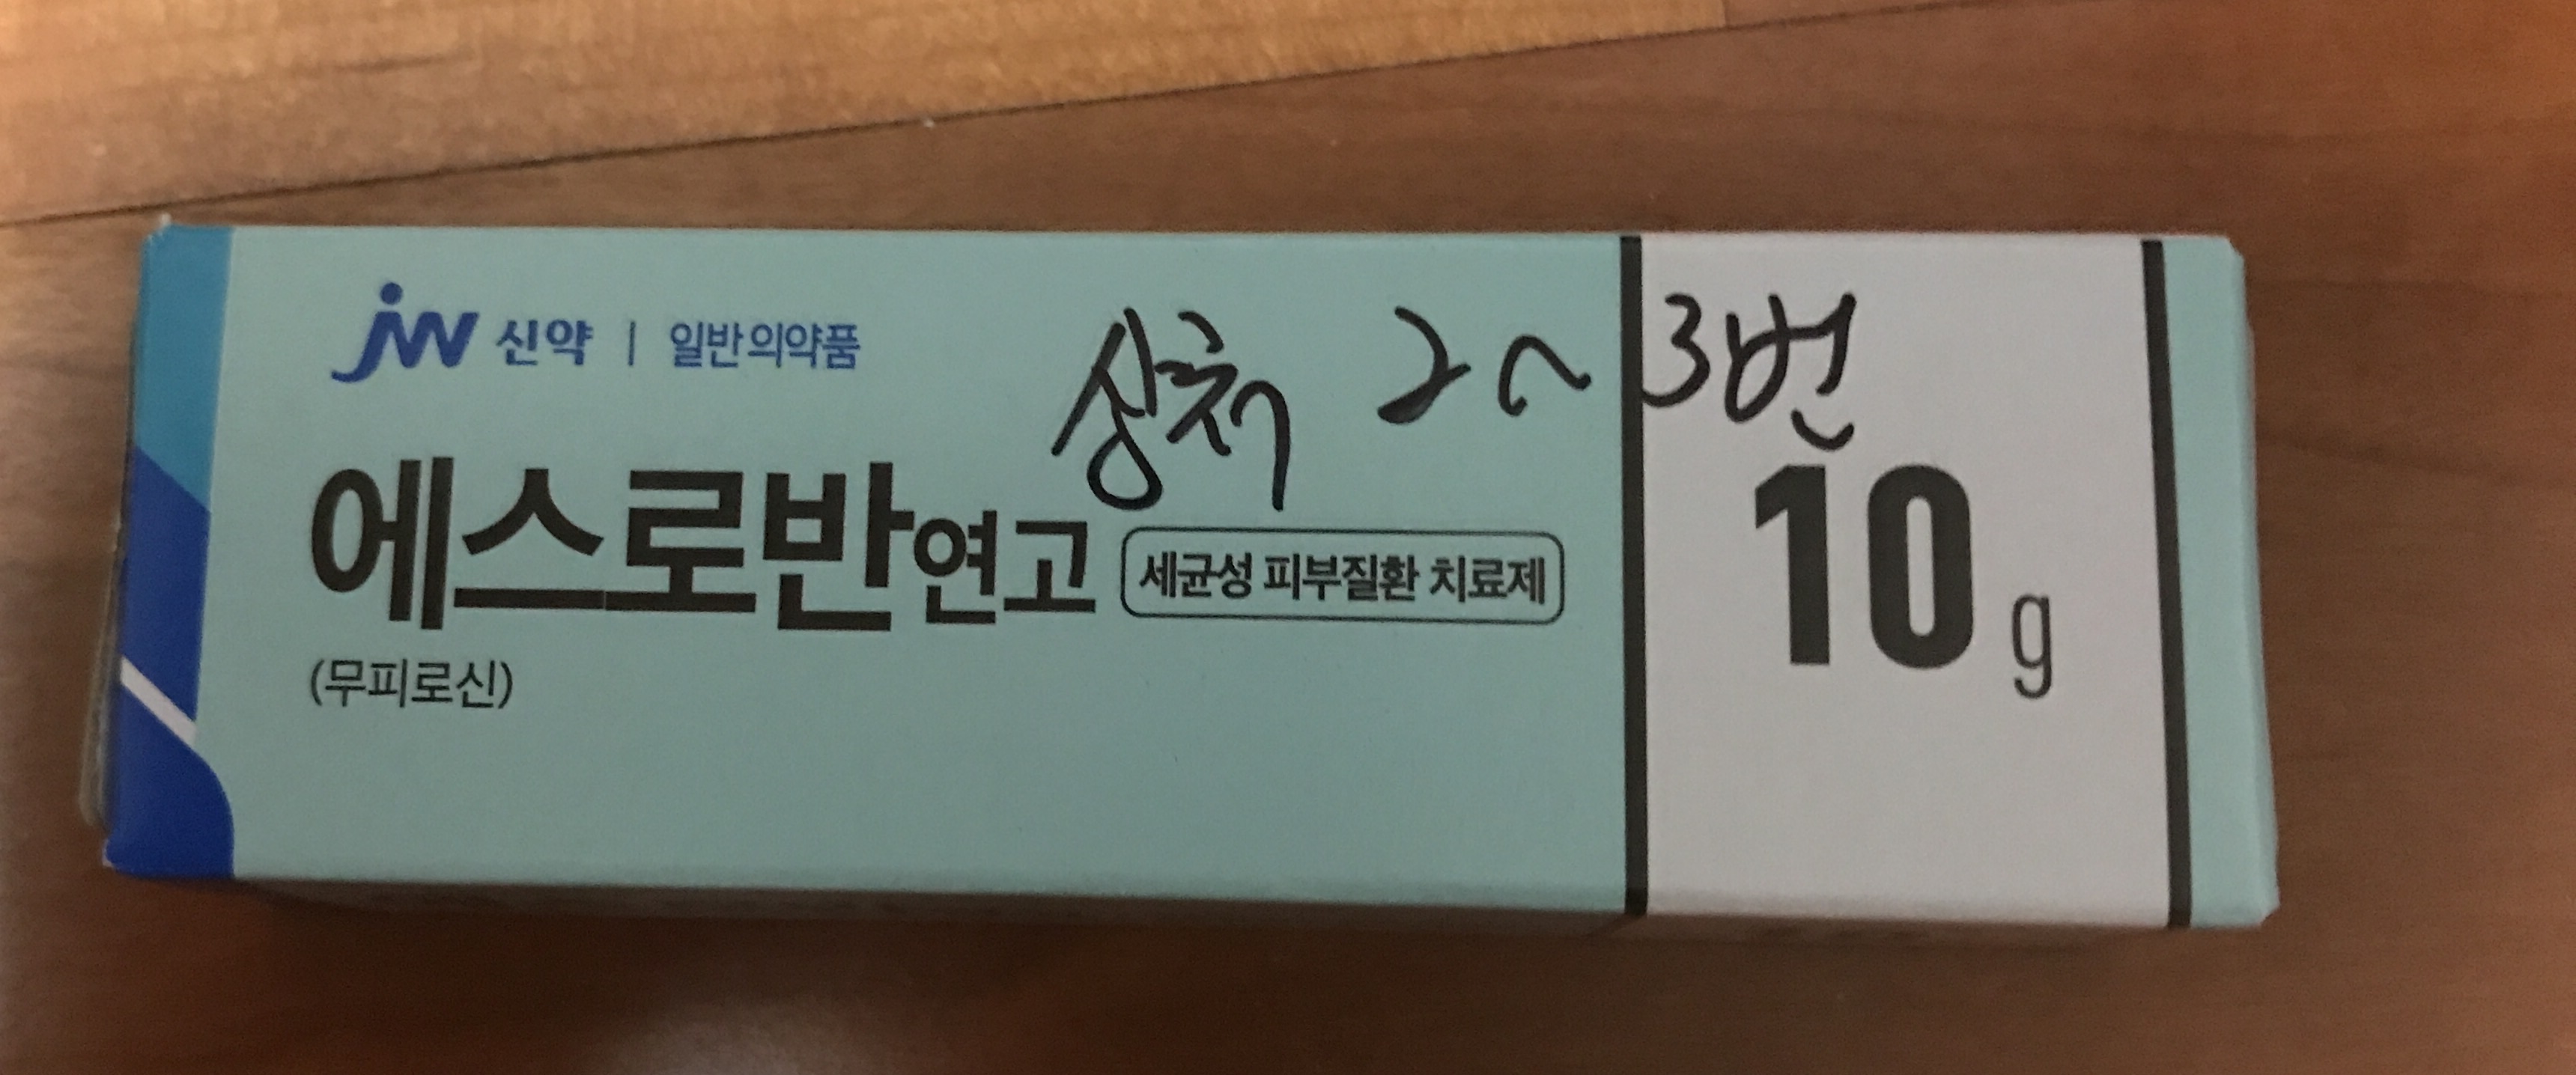 jw 신약 | 일반의약품
상처 2~3번
에스로반연고 세균성 피부질환 치료제
10 g
(무피로신)